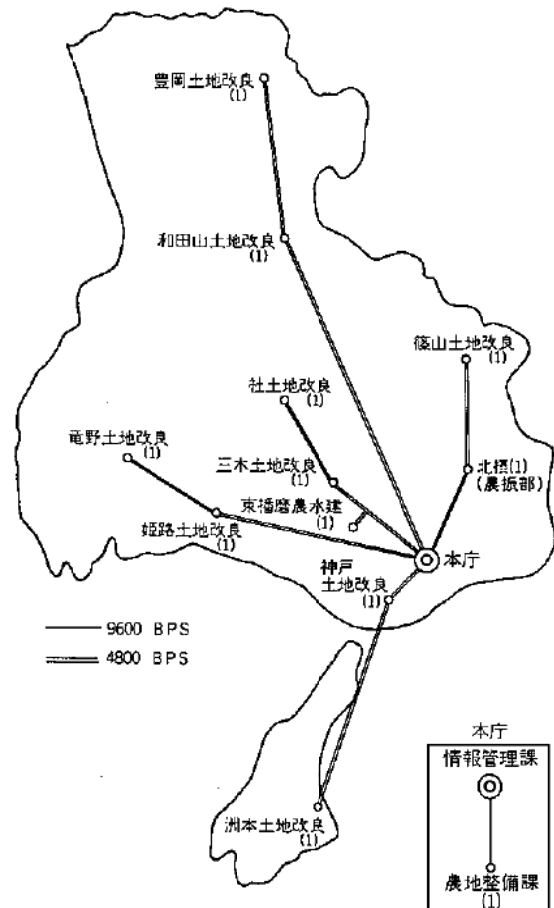 豊岡土地改良
(1)
和田山土地改良
(1)
篠山土地改良
(1)
社土地改良
(1)
竜野土地改良
(1)
三木土地改良
(1)
北摂(1)
(農振部)
東播磨農水建
(1)
姫路土地改良
(1)
本庁
神戸
土地改良
(1)
9600 BPS
4800 BPS
洲本土地改良
(1)
本庁
情報管理課
農地整備課
(1)